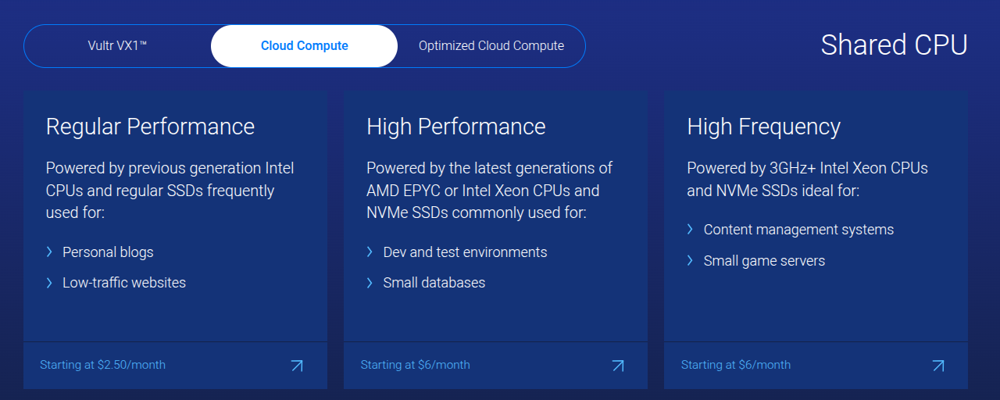 Vultr VX1™
Cloud Compute
Optimized Cloud Compute
Shared CPU
Regular Performance
Powered by previous generation Intel
CPUs and regular SSDs frequently
used for:
Personal blogs
Low-traffic websites
Starting at $2.50/month
High Performance
Powered by the latest generations of
AMD EPYC or Intel Xeon CPUs and
NVMe SSDs commonly used for:
Dev and test environments
Small databases
Starting at $6/month
High Frequency
Powered by 3GHz+ Intel Xeon CPUs
and NVMe SSDs ideal for:
Content management systems
Small game servers
Starting at $6/month